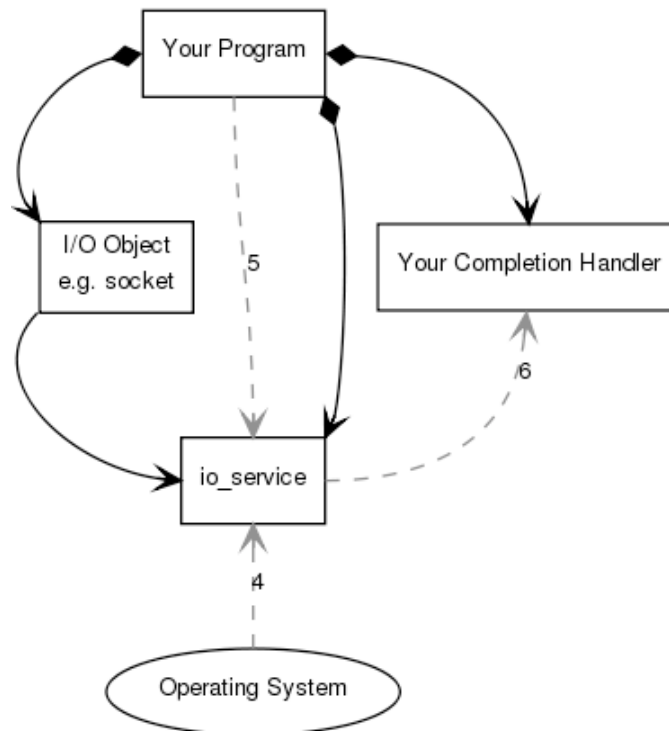 Your Program
I/O Object
e.g. socket
5
Your Completion Handler
6
io_service
4
Operating System